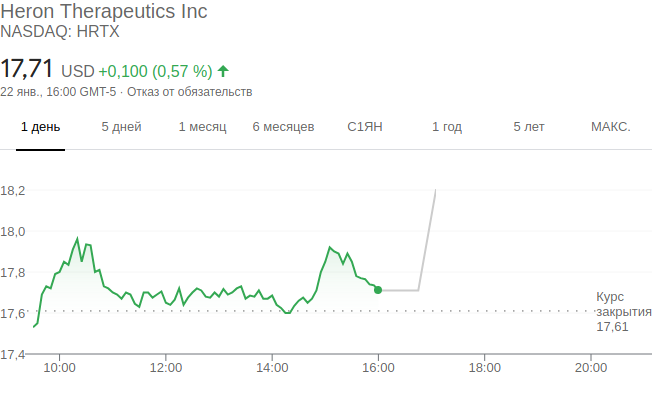 Heron Therapeutics Inc
NASDAQ: HRTX
17,71 USD +0,100 (0,57 %)
22 янв., 16:00 GMT-5 · Отказ от обязательств
1 день 5 дней 1 месяц 6 месяцев С1ЯН 1 год 5 лет МАКС.
18,2
18,0
17,8
17,6
17,4
Курс
закрытия
17,61
10:00 12:00 14:00 16:00 18:00 20:00